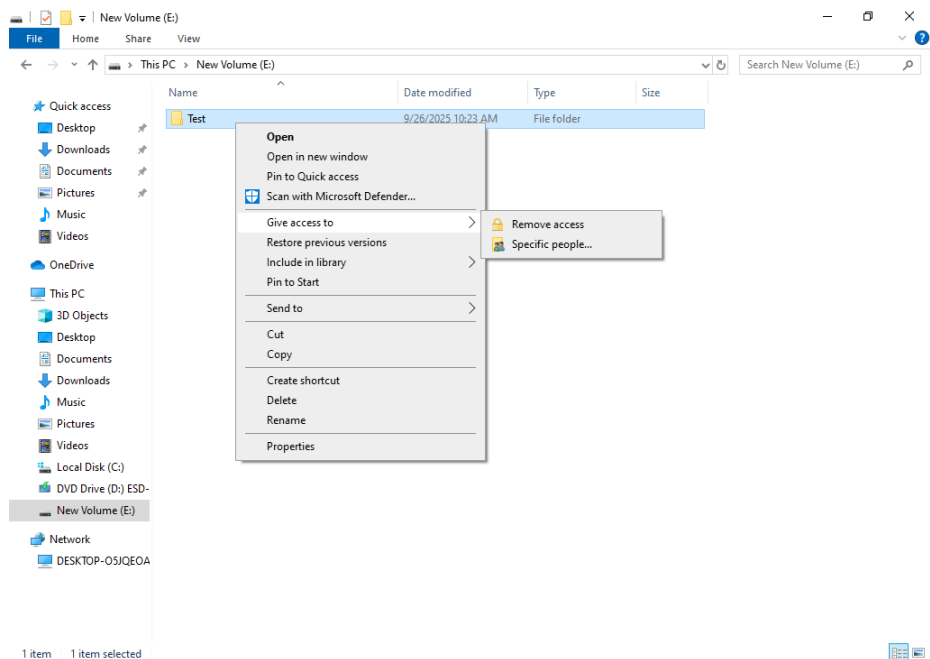 New Volume (E:)
File Home Share View
This PC New Volume (E:)
Search New Volume (E:)
Name Date modified Type Size
Quick access
Desktop
Downloads
Documents
Pictures
Music
Videos
OneDrive
This PC
3D Objects
Desktop
Documents
Downloads
Music
Pictures
Videos
Local Disk (C:)
DVD Drive (D:) ESD-
New Volume (E:)
Network
DESKTOP-O5JQEOA
Test 9/26/2025 10:23 AM File folder
Open
Open in new window
Pin to Quick access
Scan with Microsoft Defender...
Give access to
Restore previous versions
Include in library
Pin to Start
Send to
Cut
Copy
Create shortcut
Delete
Rename
Properties
Remove access
Specific people...
1 item 1 item selected